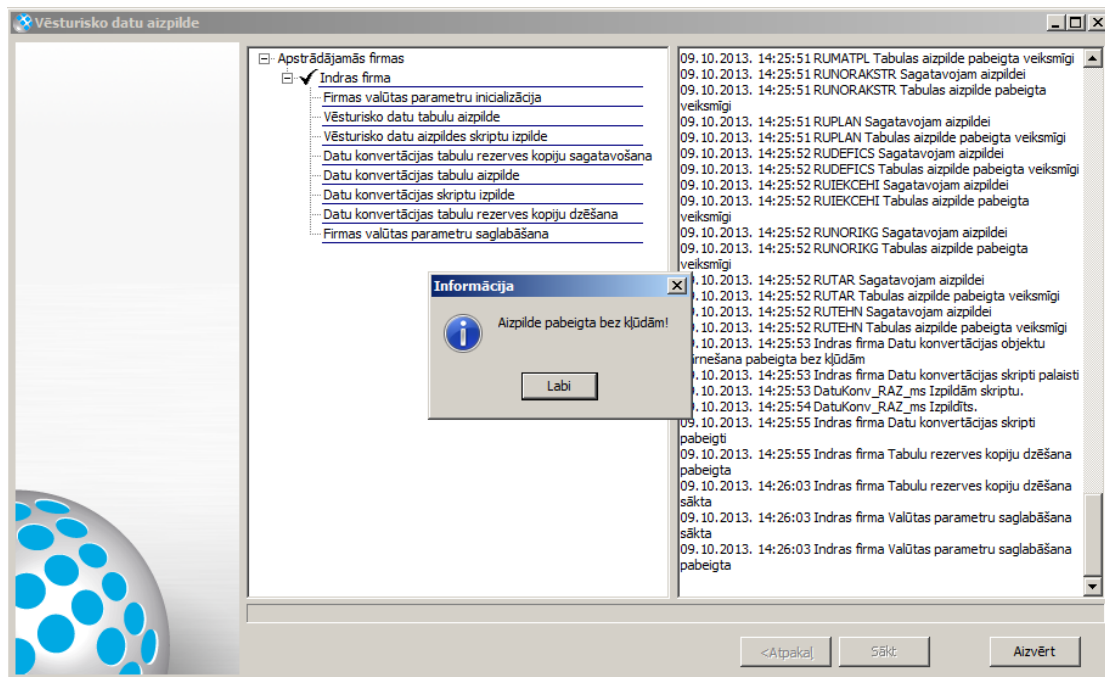 Vēsturisko datu aizpilde
Apstrādājamās firmas
Indras firma
Firmas valūtas parametru inicializācija
Vēsturisko datu tabulu aizpilde
Vēsturisko datu aizpildes skriptu izpilde
Datu konvertācijas tabulu rezerves kopiju sagatavošana
Datu konvertācijas tabulu aizpilde
Datu konvertācijas skriptu izpilde
Datu konvertācijas tabulu rezerves kopiju dzēšana
Firmas valūtas parametru saglabāšana
09.10.2013. 14:25:51 RUMATPL Tabulas aizpilde pabeigta veiksmīgi
09.10.2013. 14:25:51 RUNORAKSTR Sagatavojam aizpildei
09.10.2013. 14:25:51 RUNORAKSTR Tabulas aizpilde pabeigta
veiksmīgi
09.10.2013. 14:25:51 RUPLAN Sagatavojam aizpildei
09.10.2013. 14:25:51 RUPLAN Tabulas aizpilde pabeigta veiksmīgi
09.10.2013. 14:25:52 RUDEFICS Sagatavojam aizpildei
09.10.2013. 14:25:52 RUDEFICS Tabulas aizpilde pabeigta veiksmīgi
09.10.2013. 14:25:52 RUIEKCEHI Sagatavojam aizpildei
09.10.2013. 14:25:52 RUIEKCEHI Tabulas aizpilde pabeigta
veiksmīgi
09.10.2013. 14:25:52 RUNORIKG Sagatavojam aizpildei
09.10.2013. 14:25:52 RUNORIKG Tabulas aizpilde pabeigta
veiksmīgi
.10.2013. 14:25:52 RUTAR Sagatavojam aizpildei
.10.2013. 14:25:52 RUTAR Tabulas aizpilde pabeigta veiksmīgi
.10.2013. 14:25:52 RUTEHN Sagatavojam aizpildei
.10.2013. 14:25:52 RUTEHN Tabulas aizpilde pabeigta veiksmīgi
.10.2013. 14:25:53 Indras firma Datu konvertācijas objektu
pabeigta bez kļūdām
.10.2013. 14:25:53 Indras firma Datu konvertācijas skripti palaisti
.10.2013. 14:25:53 DatuKonv_RAZ_ms Izpildām skriptu.
.10.2013. 14:25:54 DatuKonv_RAZ_ms Izpildīts.
09.10.2013. 14:25:55 Indras firma Datu konvertācijas skripti
pabeigti
09.10.2013. 14:25:55 Indras firma Tabulu rezerves kopiju dzēšana
pabeigta
09.10.2013. 14:26:03 Indras firma Tabulu rezerves kopiju dzēšana
sākta
09.10.2013. 14:26:03 Indras firma Valūtas parametru saglabāšana
sākta
09.10.2013. 14:26:03 Indras firma Valūtas parametru saglabāšana
pabeigta
Informācija
Aizpilde pabeigta bez kļūdām!
Labi
<Atpakaļ
Sākt
Aizvērt